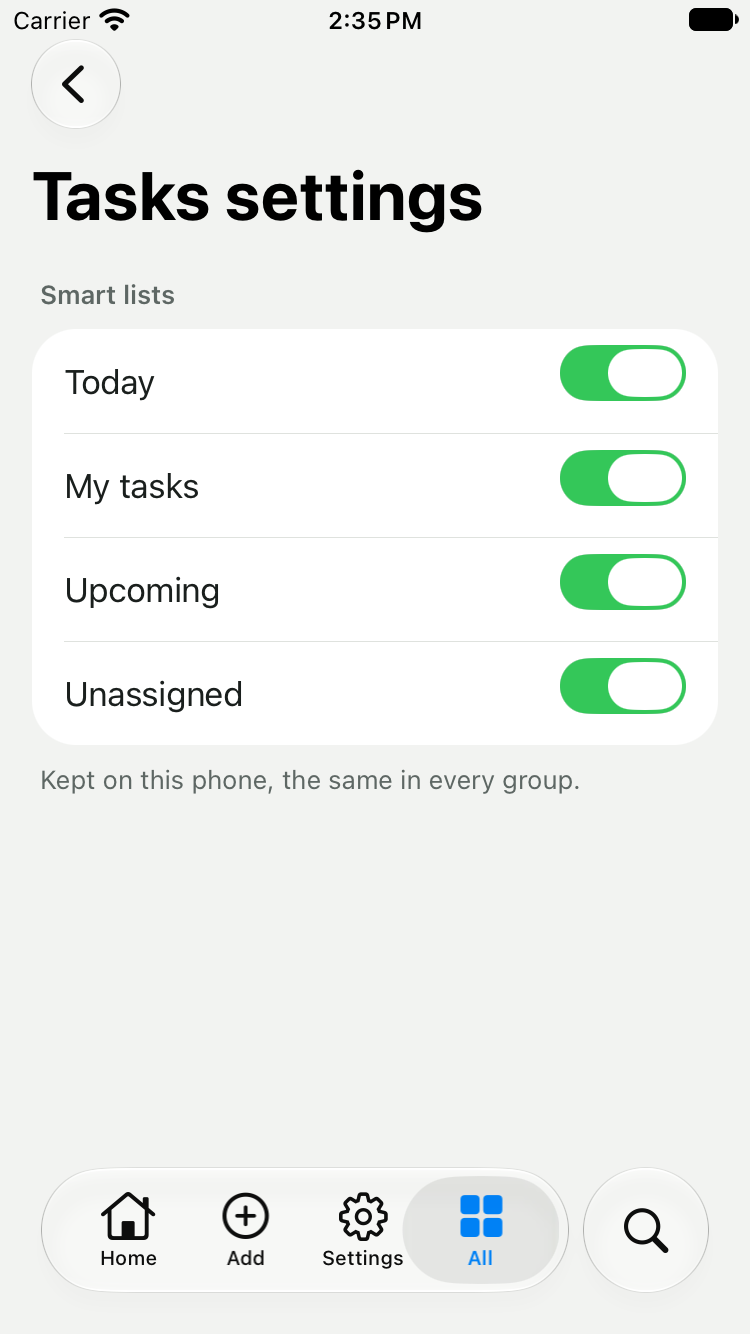 Carrier 2:35 PM
Tasks settings
Smart lists
Today
My tasks
Upcoming
Unassigned
Kept on this phone, the same in every group.
Home Add Settings All